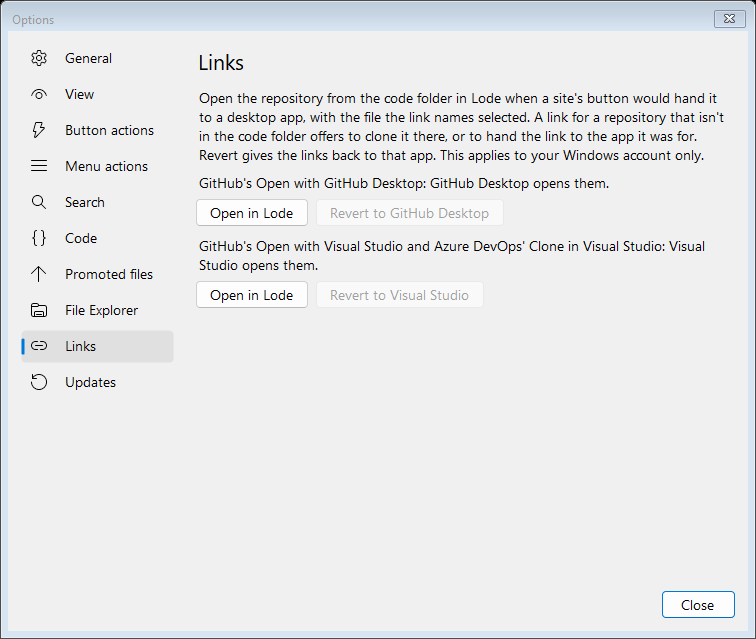 Options
General
View
Button actions
Menu actions
Search
Code
Promoted files
File Explorer
Links
Updates
Links
Open the repository from the code folder in Lode when a site's button would hand it
to a desktop app, with the file the link names selected. A link for a repository that isn't
in the code folder offers to clone it there, or to hand the link to the app it was for.
Revert gives the links back to that app. This applies to your Windows account only.
GitHub's Open with GitHub Desktop: GitHub Desktop opens them.
Open in Lode Revert to GitHub Desktop
GitHub's Open with Visual Studio and Azure DevOps' Clone in Visual Studio: Visual
Studio opens them.
Open in Lode Revert to Visual Studio
Close